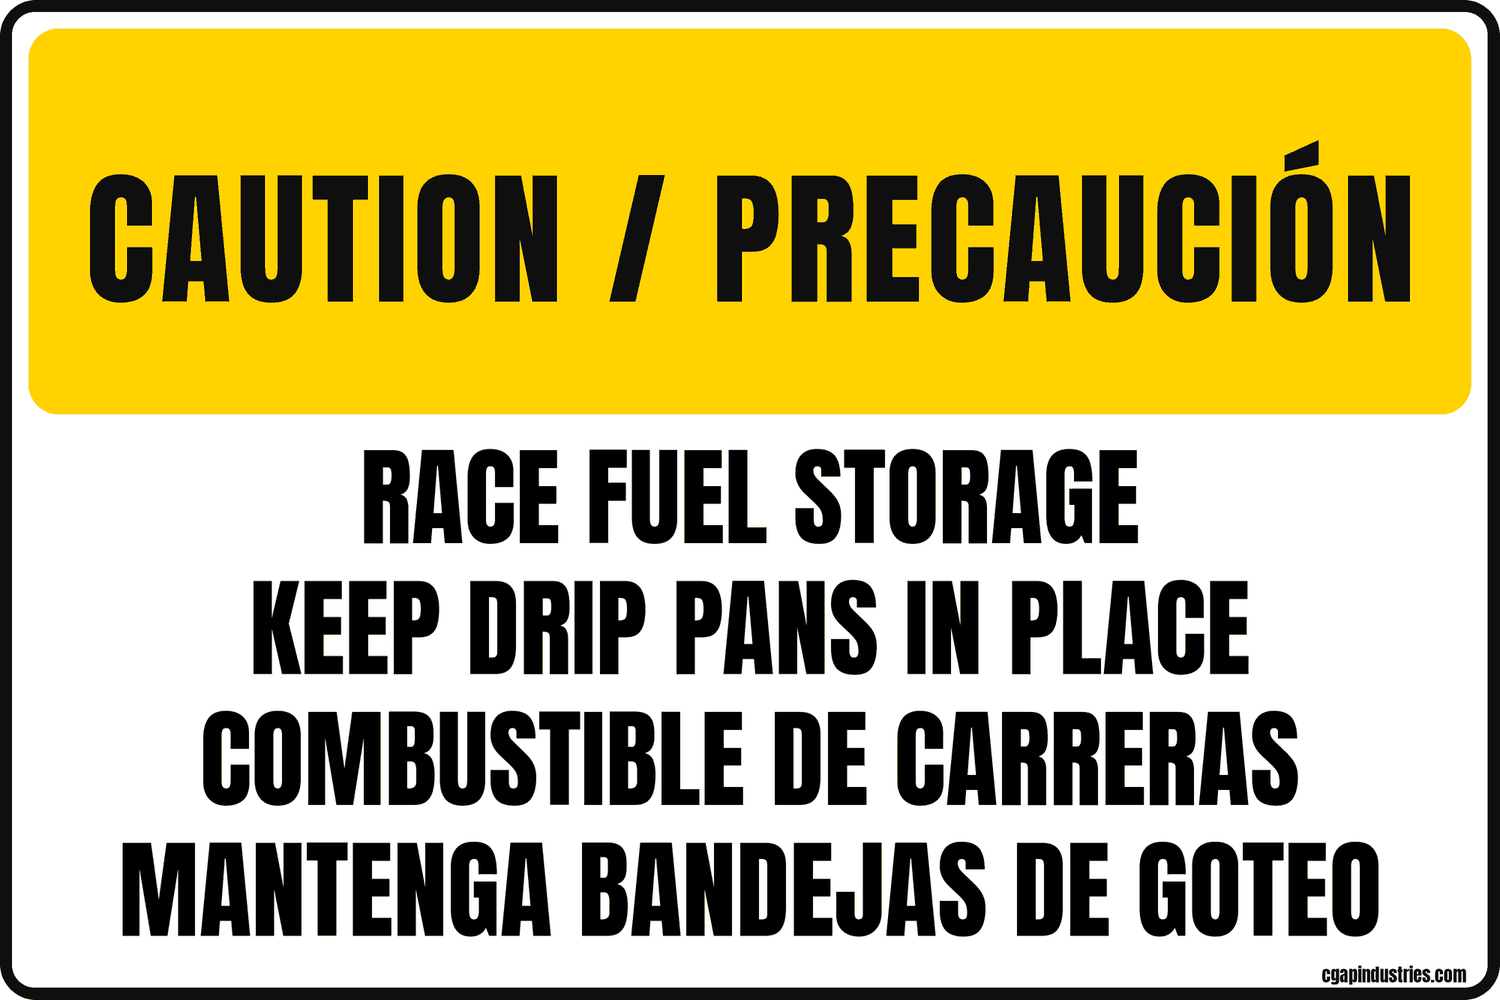 CAUTION / PRECAUCIÓN
RACE FUEL STORAGE
KEEP DRIP PANS IN PLACE
COMBUSTIBLE DE CARRERAS
MANTENGA BANDEJAS DE GOTEO
cgapindustries.com